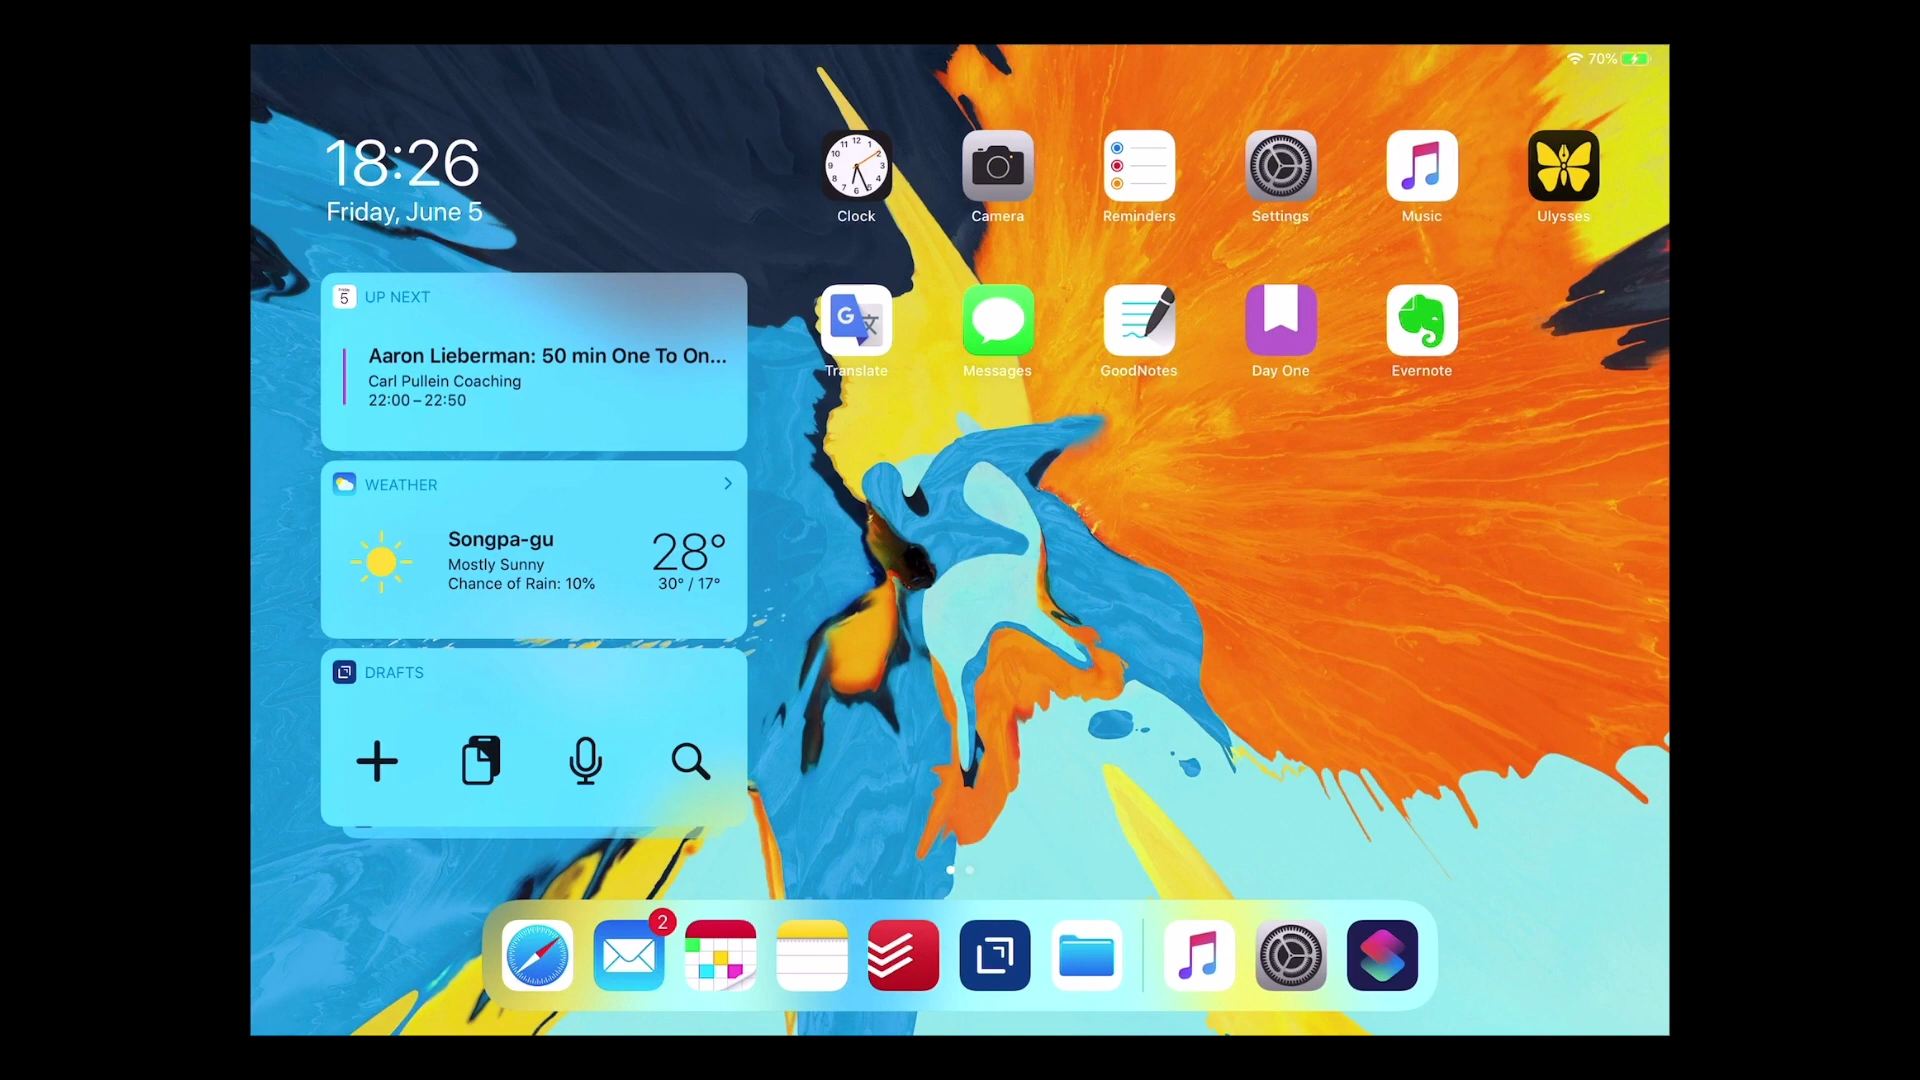 70%
18:26
Friday, June 5
Clock
Camera
Reminders
Settings
Music
Ulysses
5
UP NEXT
Aaron Lieberman: 50 min One To On...
Carl Pullein Coaching
22:00 – 22:50
Translate
Messages
GoodNotes
Day One
Evernote
WEATHER
Songpa-gu
Mostly Sunny
Chance of Rain: 10%
28°
30° / 17°
DRAFTS
2